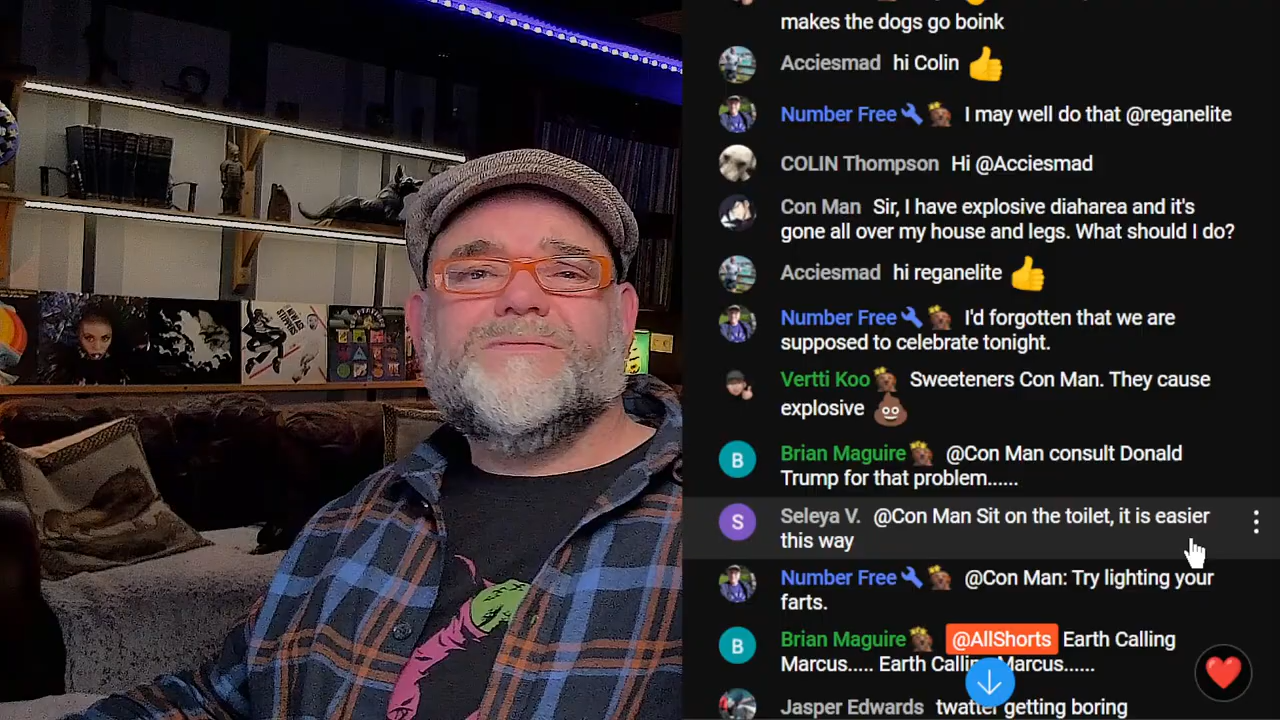 makes the dogs go boink
Acciesmad hi Colin
Number Free I may well do that @reganelite
COLIN Thompson Hi @Acciesmad
Con Man Sir, I have explosive diaharea and it's
gone all over my house and legs. What should I do?
Acciesmad hi reganelite
Number Free I'd forgotten that we are
supposed to celebrate tonight.
Vertti Koo Sweeteners Con Man. They cause
explosive
B Brian Maguire @Con Man consult Donald
Trump for that problem......
S Seleya V. @Con Man Sit on the toilet, it is easier
this way
Number Free @Con Man: Try lighting your
farts.
B Brian Maguire @AllShorts Earth Calling
Marcus..... Earth Calling Marcus......
Jasper Edwards twatter getting boring